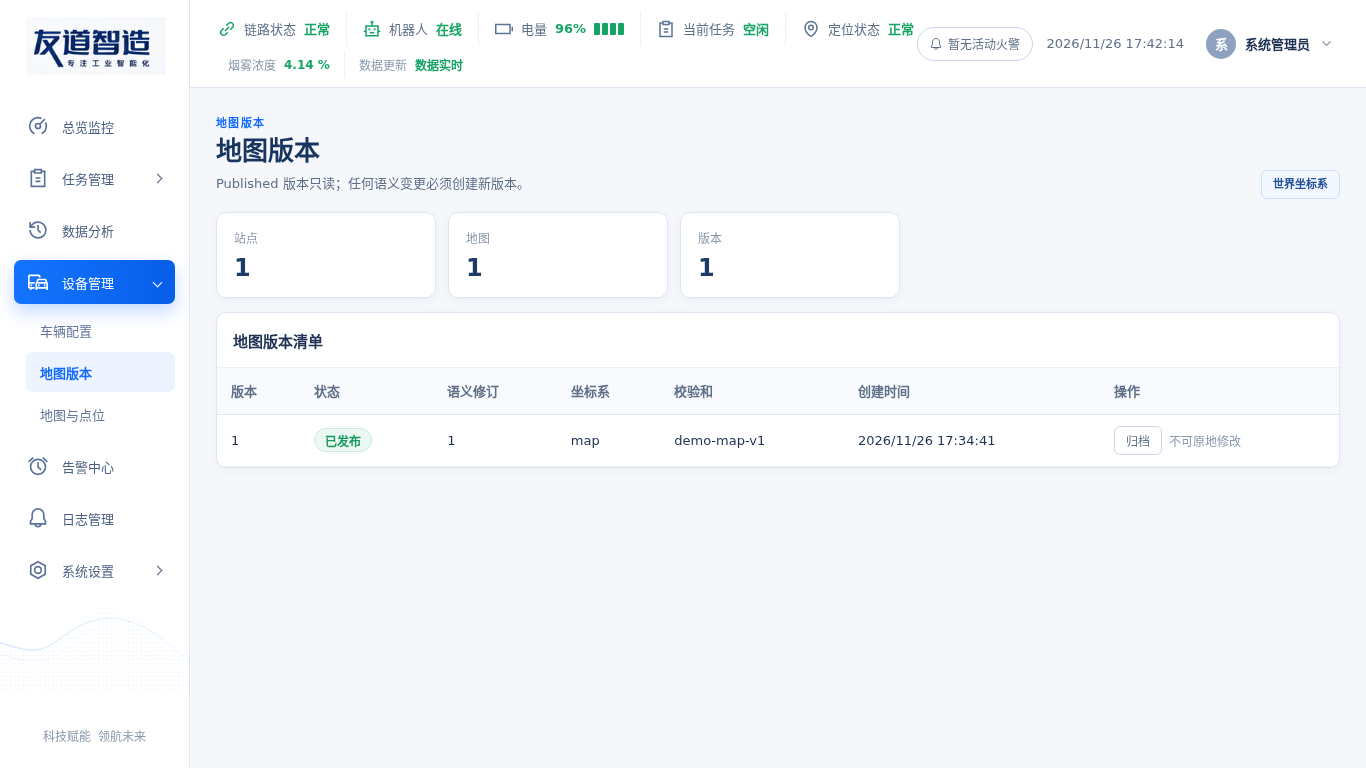 友道智造
专注工业智能化
链路状态 正常
机器人 在线
电量 96%
当前任务 空闲
定位状态 正常
烟雾浓度 4.14 %
数据更新 数据实时
暂无活动火警
2026/11/26 17:42:14
系 系统管理员
总览监控
任务管理
数据分析
设备管理
车辆配置
地图版本
地图与点位
告警中心
日志管理
系统设置
科技赋能 领航未来
地图版本
地图版本
Published 版本只读；任何语义变更必须创建新版本。
世界坐标系
站点
1
地图
1
版本
1
地图版本清单
版本 状态 语义修订 坐标系 校验和 创建时间 操作
1 已发布 1 map demo-map-v1 2026/11/26 17:34:41 归档 不可原地修改